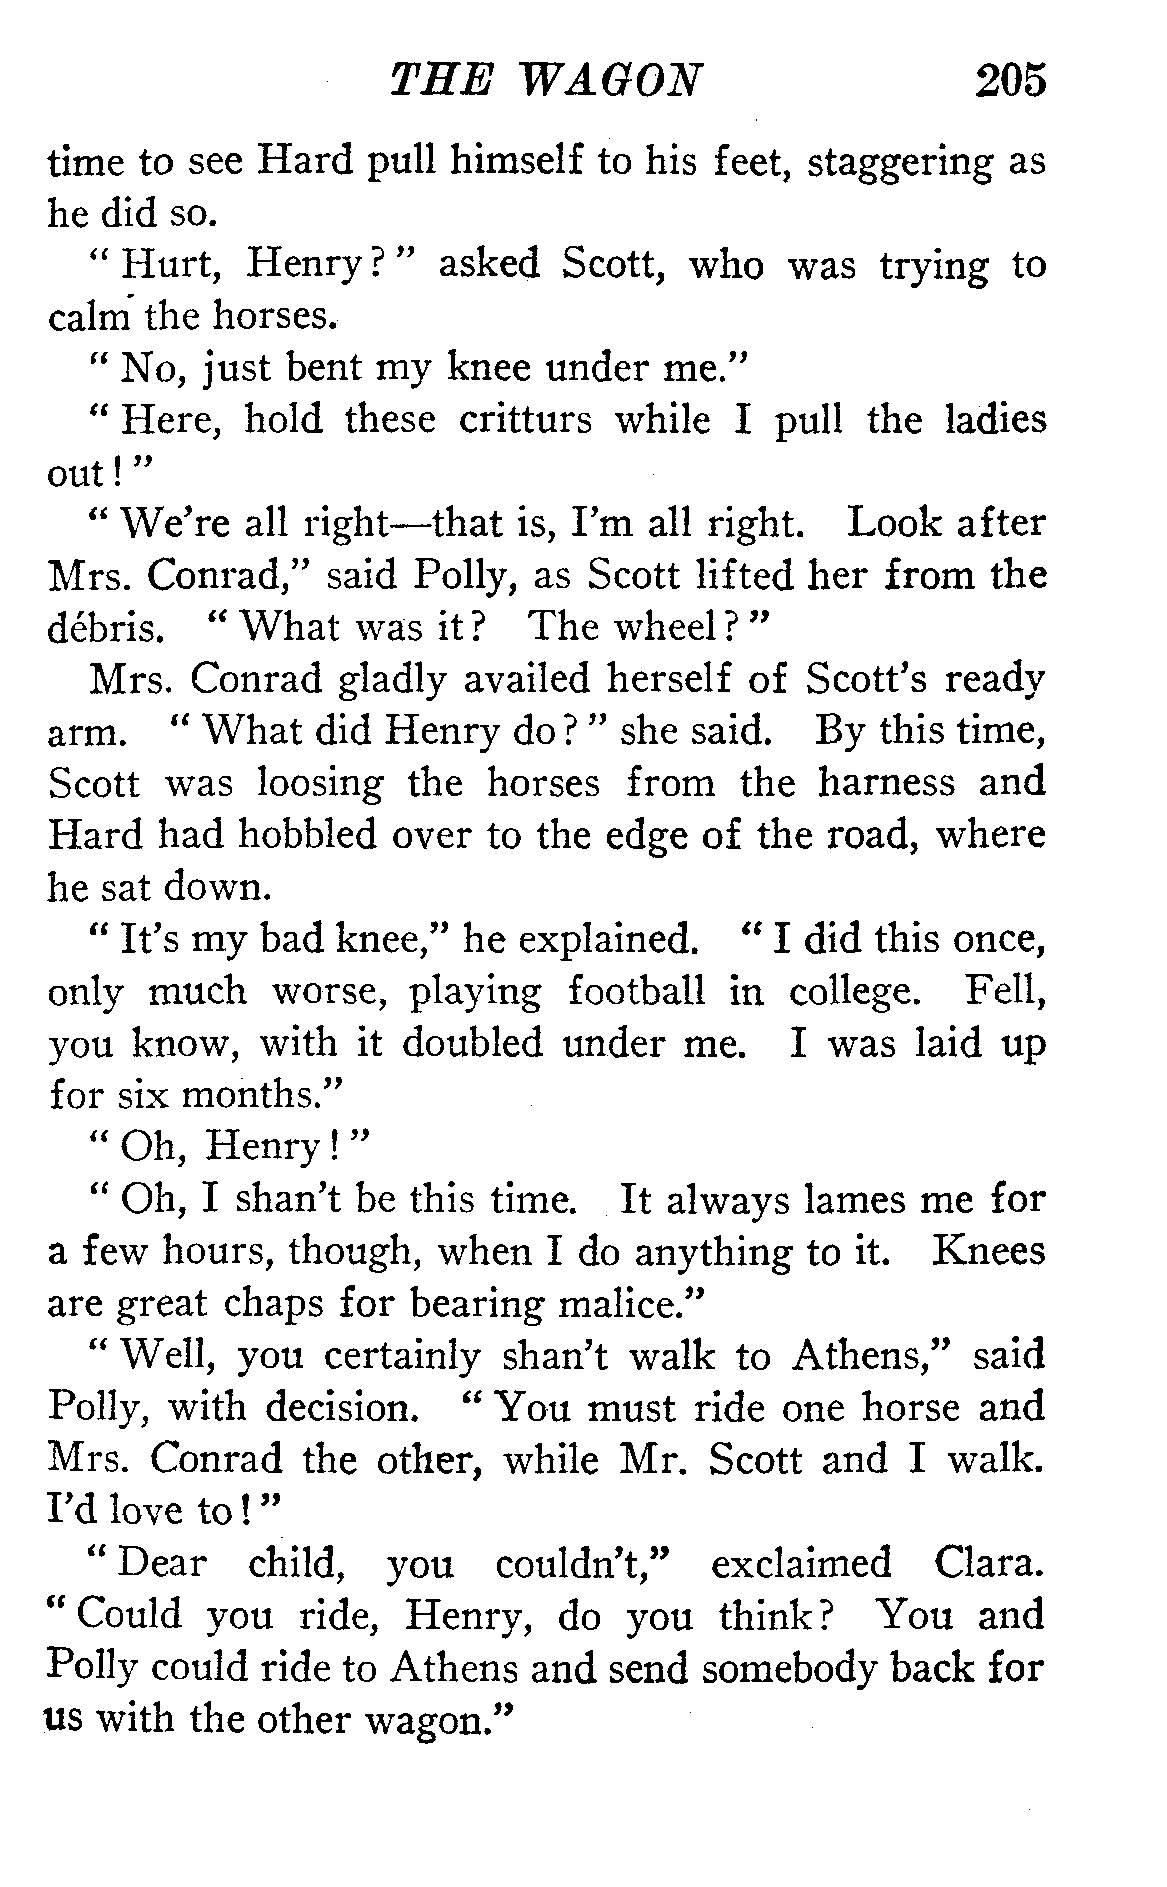 THE WAGON 205
time to see Hard pull himself to his feet, staggering as
he did so.
" Hurt, Henry? " asked Scott, who was trying to
calm the horses.
" No, just bent my knee under me."
" Here, hold these critturs while I pull the ladies
out! "
" We're all right—that is, I'm all right. Look after
Mrs. Conrad," said Polly, as Scott lifted her from the
débris. " What was it? The wheel? "
Mrs. Conrad gladly availed herself of Scott's ready
arm. " What did Henry do? " she said. By this time,
Scott was loosing the horses from the harness and
Hard had hobbled over to the edge of the road, where
he sat down.
" It's my bad knee," he explained. " I did this once,
only much worse, playing football in college. Fell,
you know, with it doubled under me. I was laid up
for six months."
" Oh, Henry! "
" Oh, I shan't be this time. It always lames me for
a few hours, though, when I do anything to it. Knees
are great chaps for bearing malice."
" Well, you certainly shan't walk to Athens," said
Polly, with decision. " You must ride one horse and
Mrs. Conrad the other, while Mr. Scott and I walk.
I'd love to! "
" Dear child, you couldn't," exclaimed Clara.
" Could you ride, Henry, do you think? You and
Polly could ride to Athens and send somebody back for
us with the other wagon."